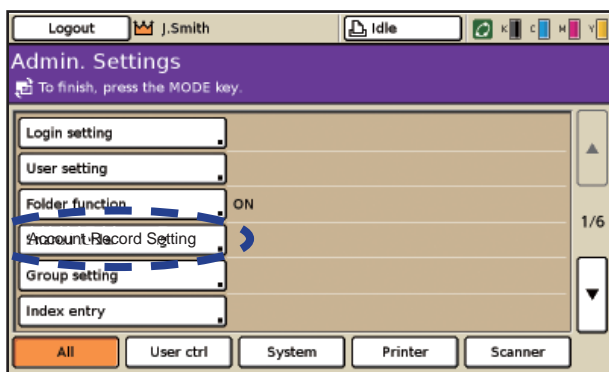 Logout J.Smith Idle K C M Y
Admin. Settings
To finish, press the MODE key.
Login setting
User setting
Folder function ON
Account Record Setting
1/6
Group setting
Index entry
All User ctrl System Printer Scanner